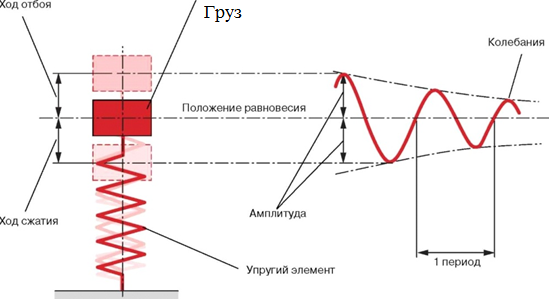 Ход отбоя
Груз
Колебания
Положение равновесия
Амплитуда
Ход сжатия
Упругий элемент
1 период